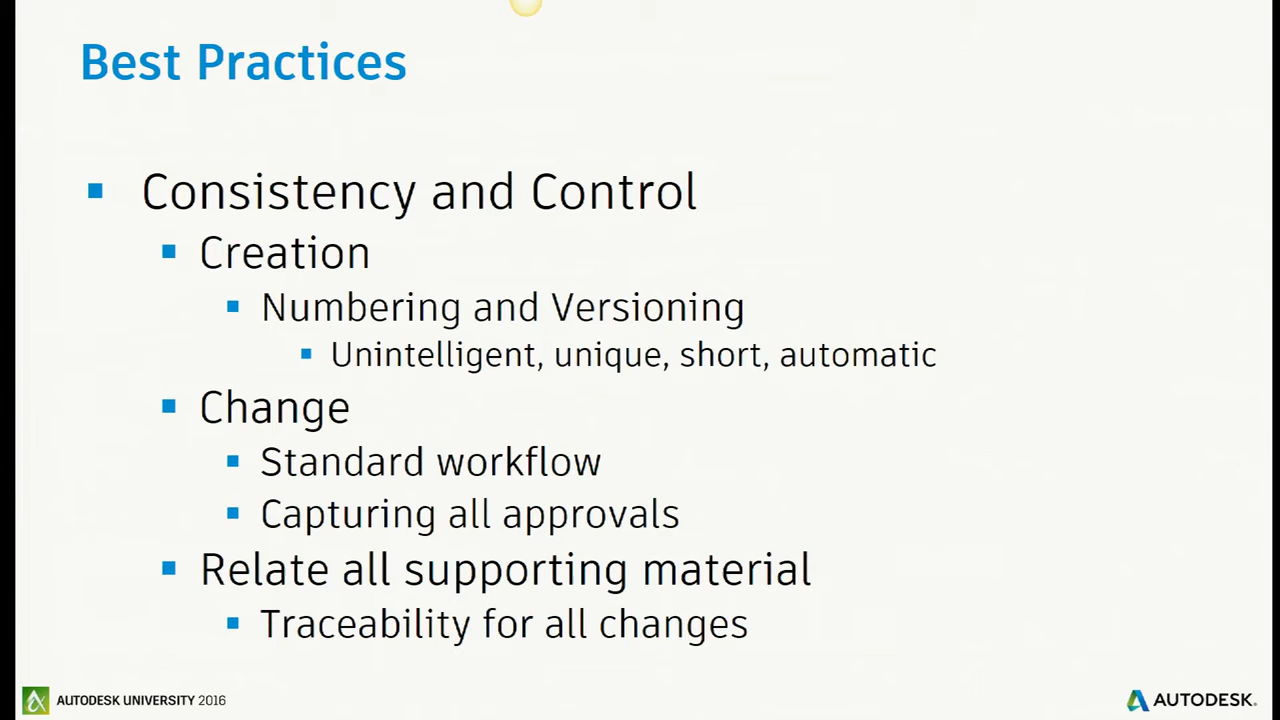 Best Practices
Consistency and Control
Creation
Numbering and Versioning
Unintelligent, unique, short, automatic
Change
Standard workflow
Capturing all approvals
Relate all supporting material
Traceability for all changes
AUTODESK UNIVERSITY 2016
AUTODESK.